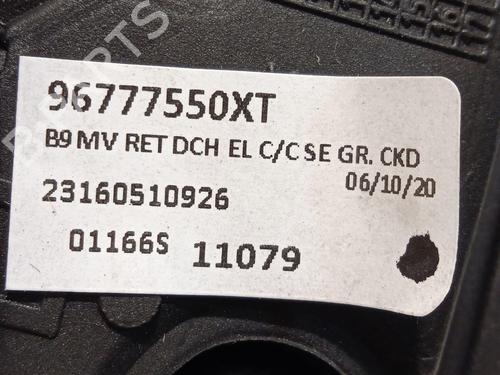 96777550XT
B9 MV RET DCH EL C/C SE GR. CKD
06/10/20
23160510926
01166S 11079